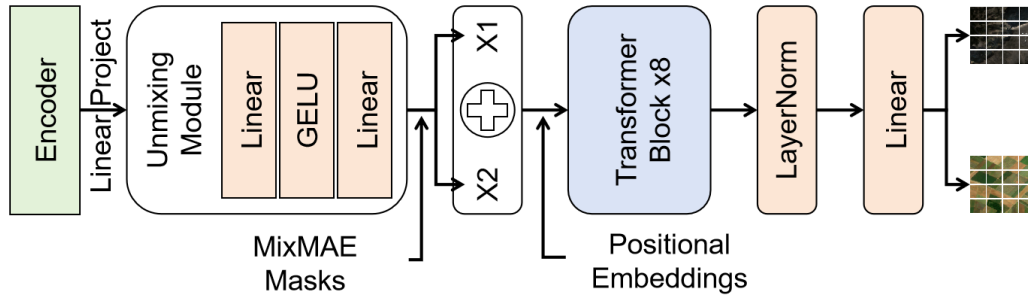 Encoder
Linear Project
Unmixing
Module
Linear
GELU
Linear
X1
X2
Transformer
Block x8
LayerNorm
Linear
MixMAE
Masks
Positional
Embeddings